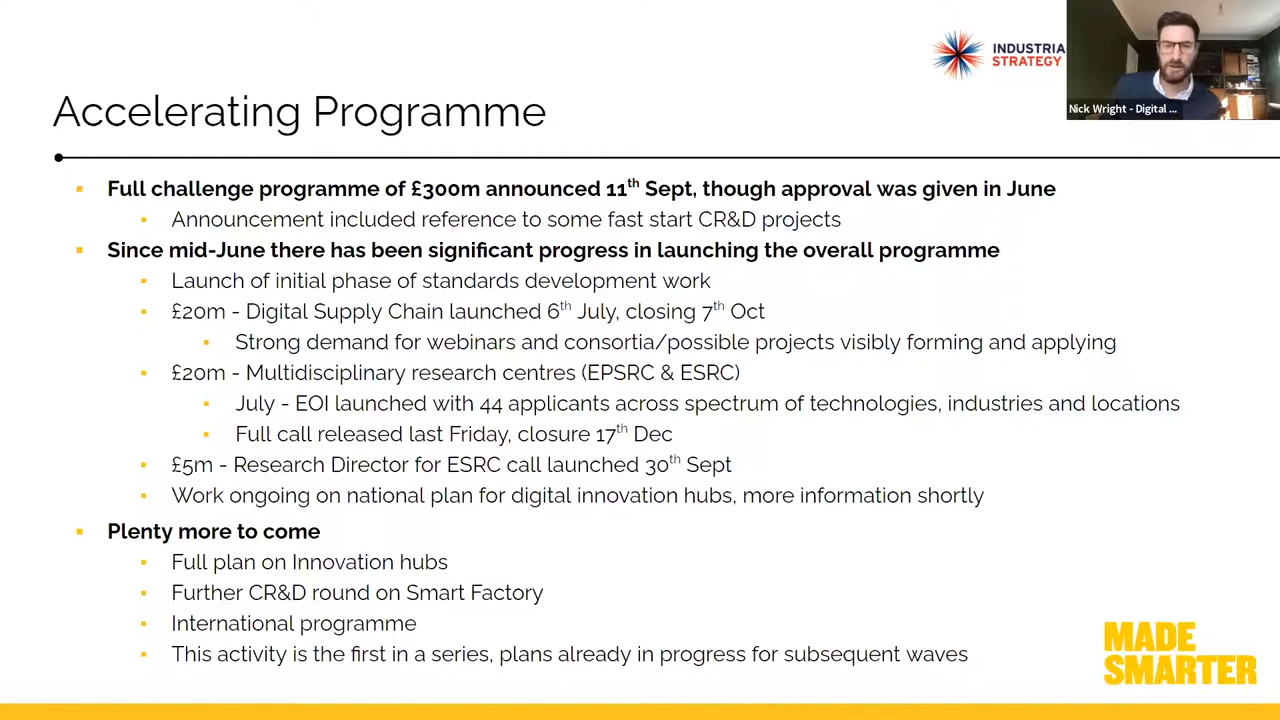 INDUSTRIA
STRATEGY
Nick Wright - Digital ...
Accelerating Programme
Full challenge programme of £300m announced 11th Sept, though approval was given in June
Announcement included reference to some fast start CR&D projects
Since mid-June there has been significant progress in launching the overall programme
Launch of initial phase of standards development work
£20m - Digital Supply Chain launched 6th July, closing 7th Oct
Strong demand for webinars and consortia/possible projects visibly forming and applying
£20m - Multidisciplinary research centres (EPSRC & ESRC)
July - EOI launched with 44 applicants across spectrum of technologies, industries and locations
Full call released last Friday, closure 17th Dec
£5m - Research Director for ESRC call launched 30th Sept
Work ongoing on national plan for digital innovation hubs, more information shortly
Plenty more to come
Full plan on Innovation hubs
Further CR&D round on Smart Factory
International programme
This activity is the first in a series, plans already in progress for subsequent waves
MADE
SMARTER